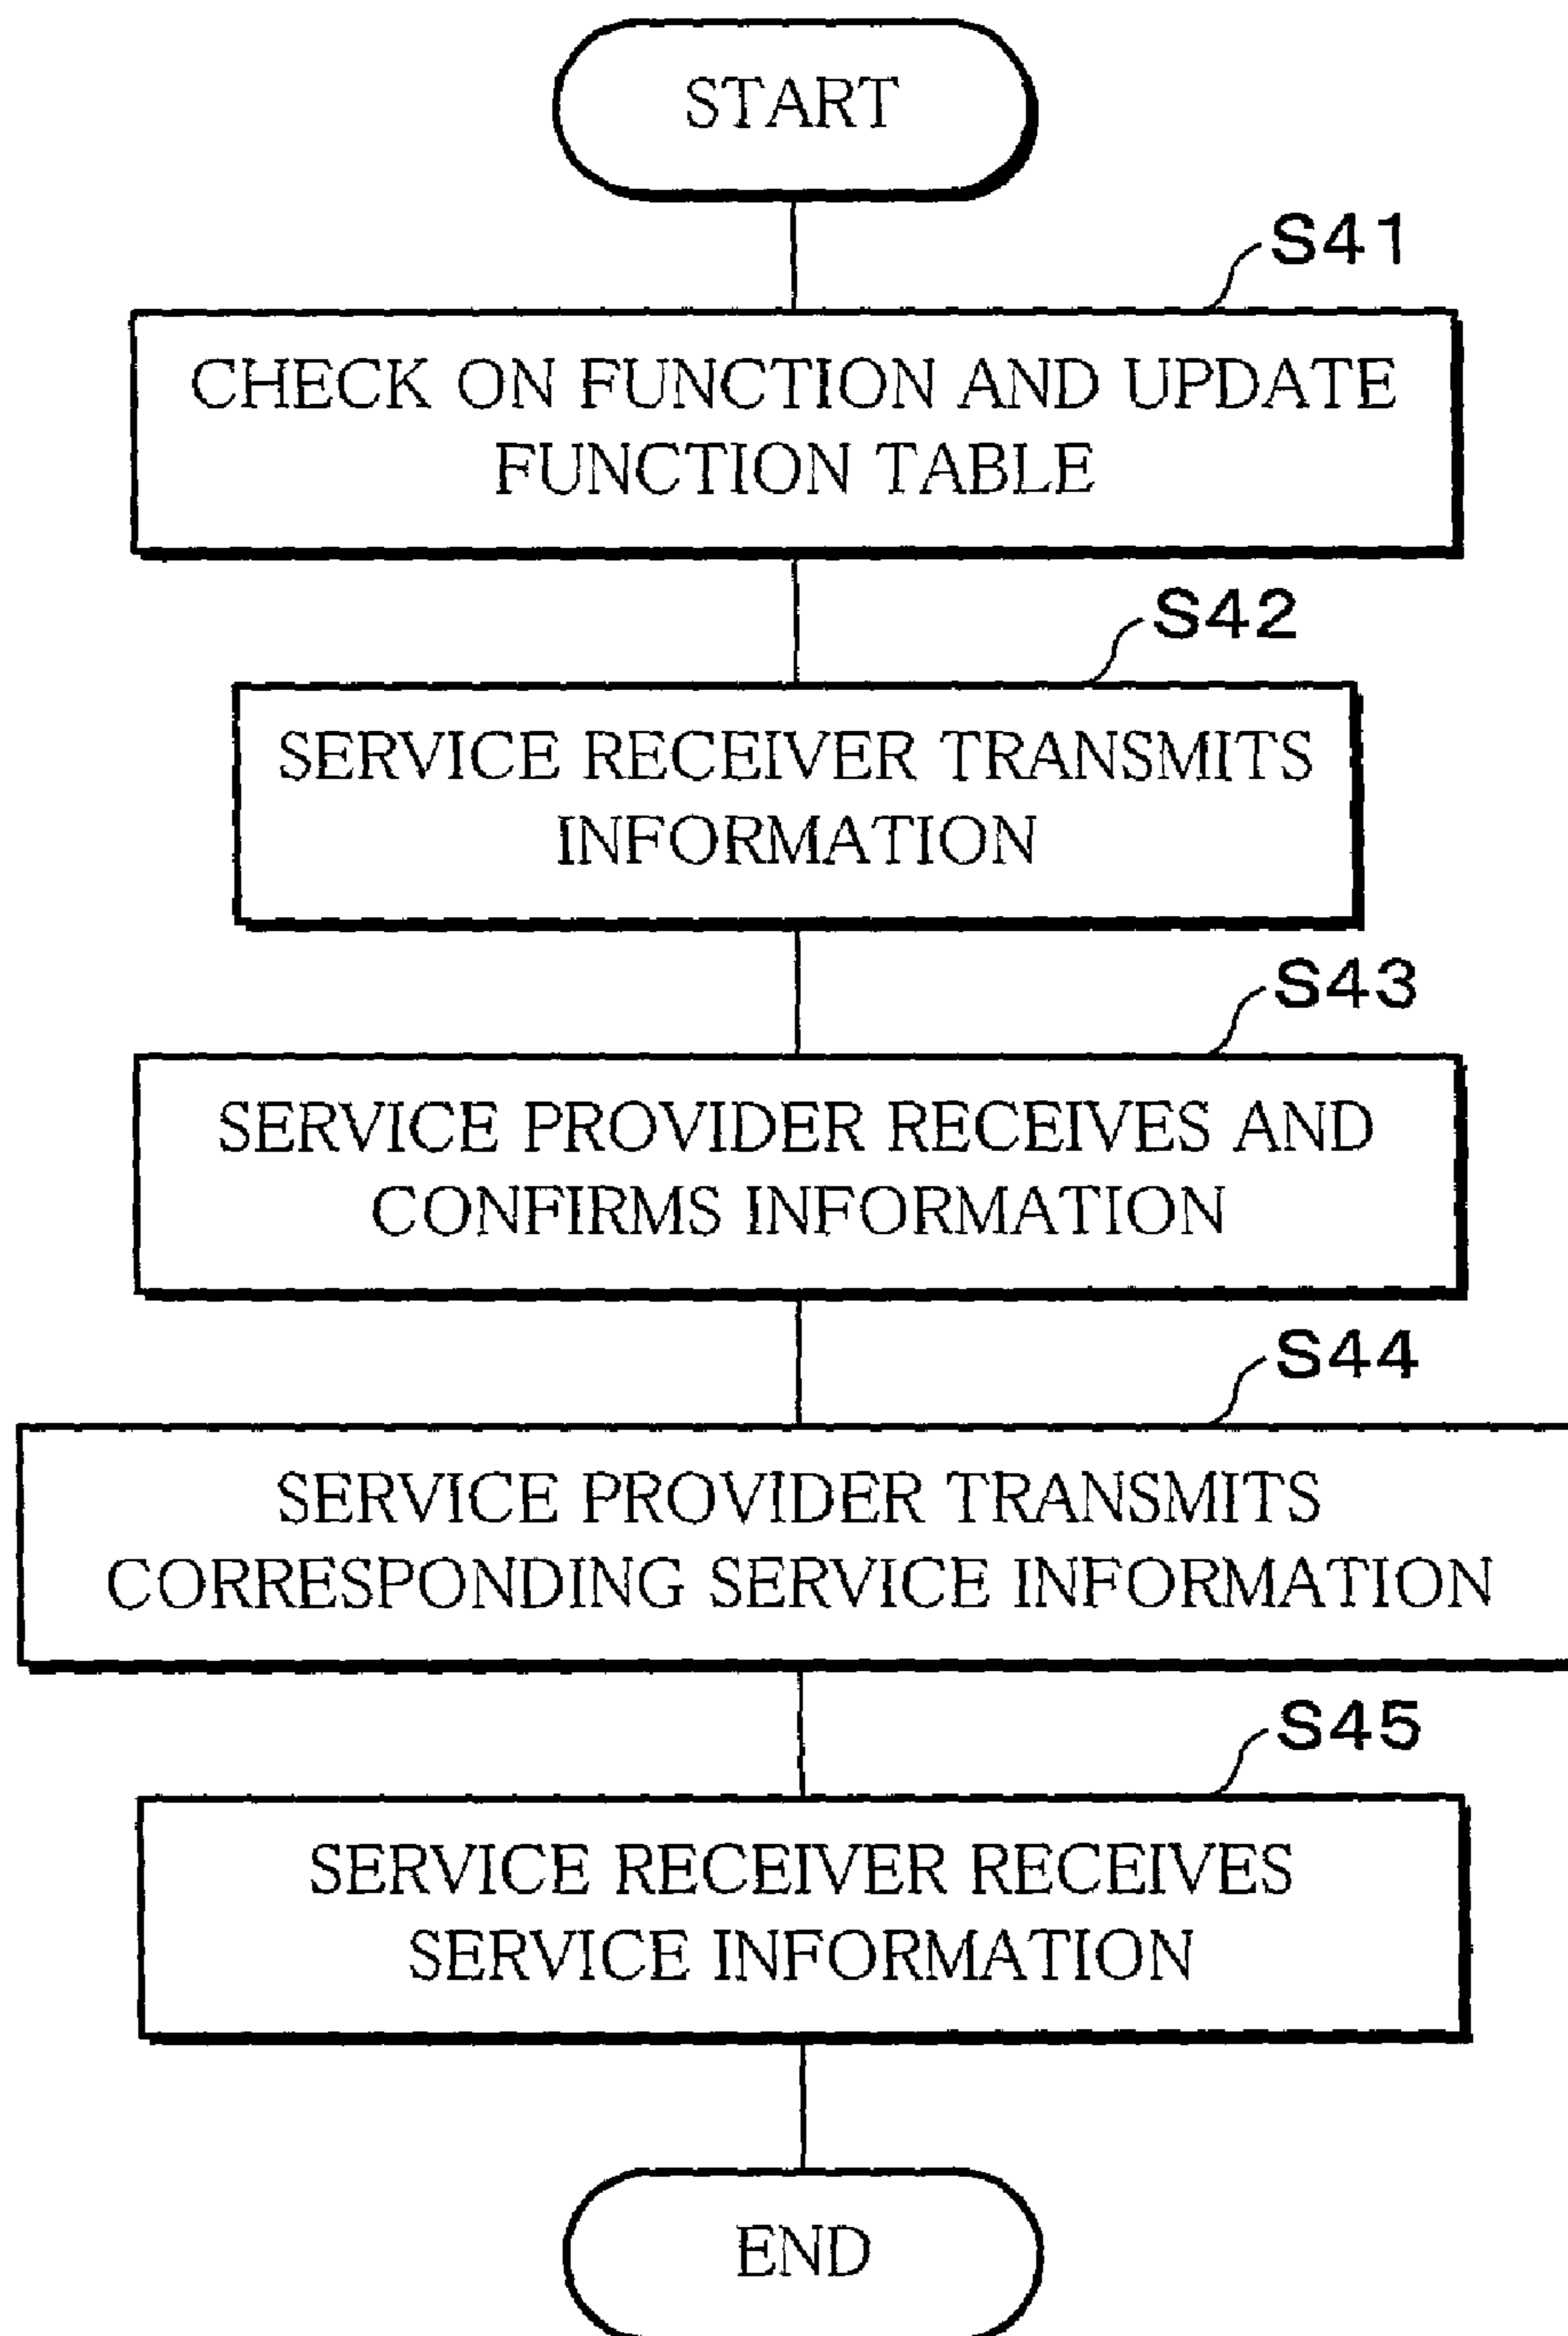 START
S41
CHECK ON FUNCTION AND UPDATE
FUNCTION TABLE
S42
SERVICE RECEIVER TRANSMITS
INFORMATION
S43
SERVICE PROVIDER RECEIVES AND
CONFIRMS INFORMATION
S44
SERVICE PROVIDER TRANSMITS
CORRESPONDING SERVICE INFORMATION
S45
SERVICE RECEIVER RECEIVES
SERVICE INFORMATION
END